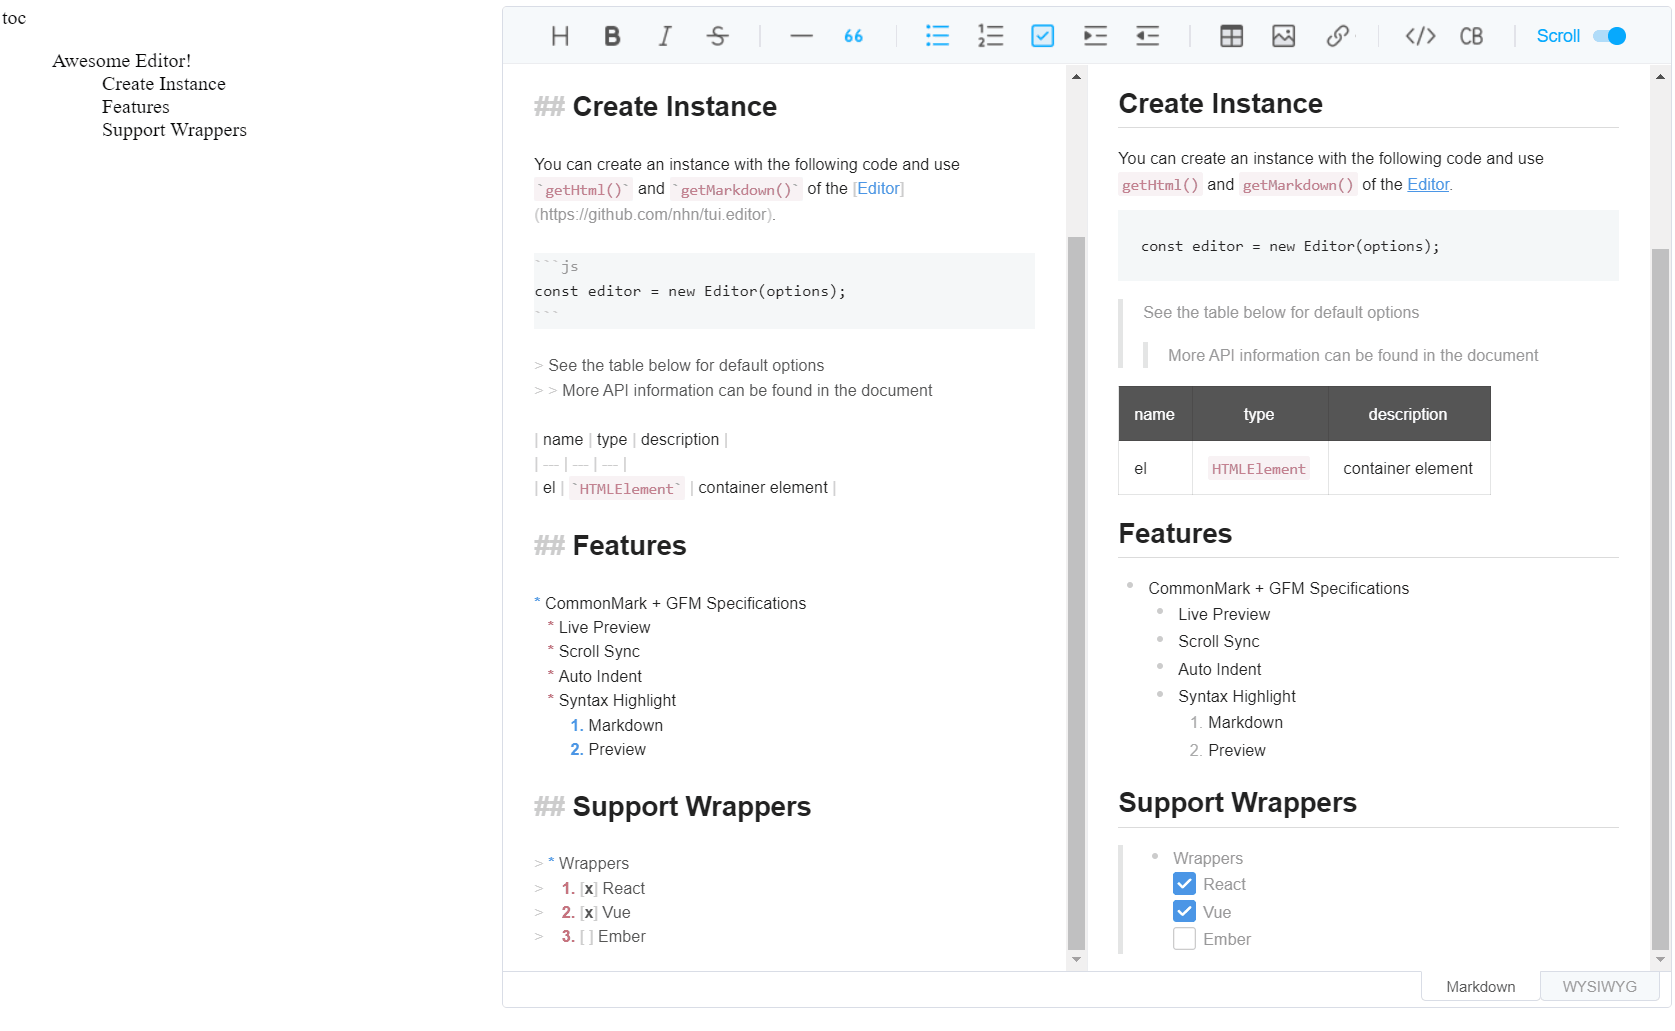 toc
Awesome Editor!
Create Instance
Features
Support Wrappers
H B I S — 66 </> CB Scroll
## Create Instance
You can create an instance with the following code and use
`getHtml()` and `getMarkdown()` of the [Editor]
(https://github.com/nhn/tui.editor).
```js
const editor = new Editor(options);
```
> See the table below for default options
> > More API information can be found in the document
| name | type | description |
| --- | --- | --- |
| el | `HTMLElement` | container element |
## Features
* CommonMark + GFM Specifications
* Live Preview
* Scroll Sync
* Auto Indent
* Syntax Highlight
1. Markdown
2. Preview
## Support Wrappers
> * Wrappers
> 1. [x] React
> 2. [x] Vue
> 3. [ ] Ember
Create Instance
You can create an instance with the following code and use
getHtml() and getMarkdown() of the Editor.
const editor = new Editor(options);
See the table below for default options
More API information can be found in the document
name type description
el HTMLElement container element
Features
CommonMark + GFM Specifications
Live Preview
Scroll Sync
Auto Indent
Syntax Highlight
1. Markdown
2. Preview
Support Wrappers
Wrappers
React
Vue
Ember
Markdown WYSIWYG